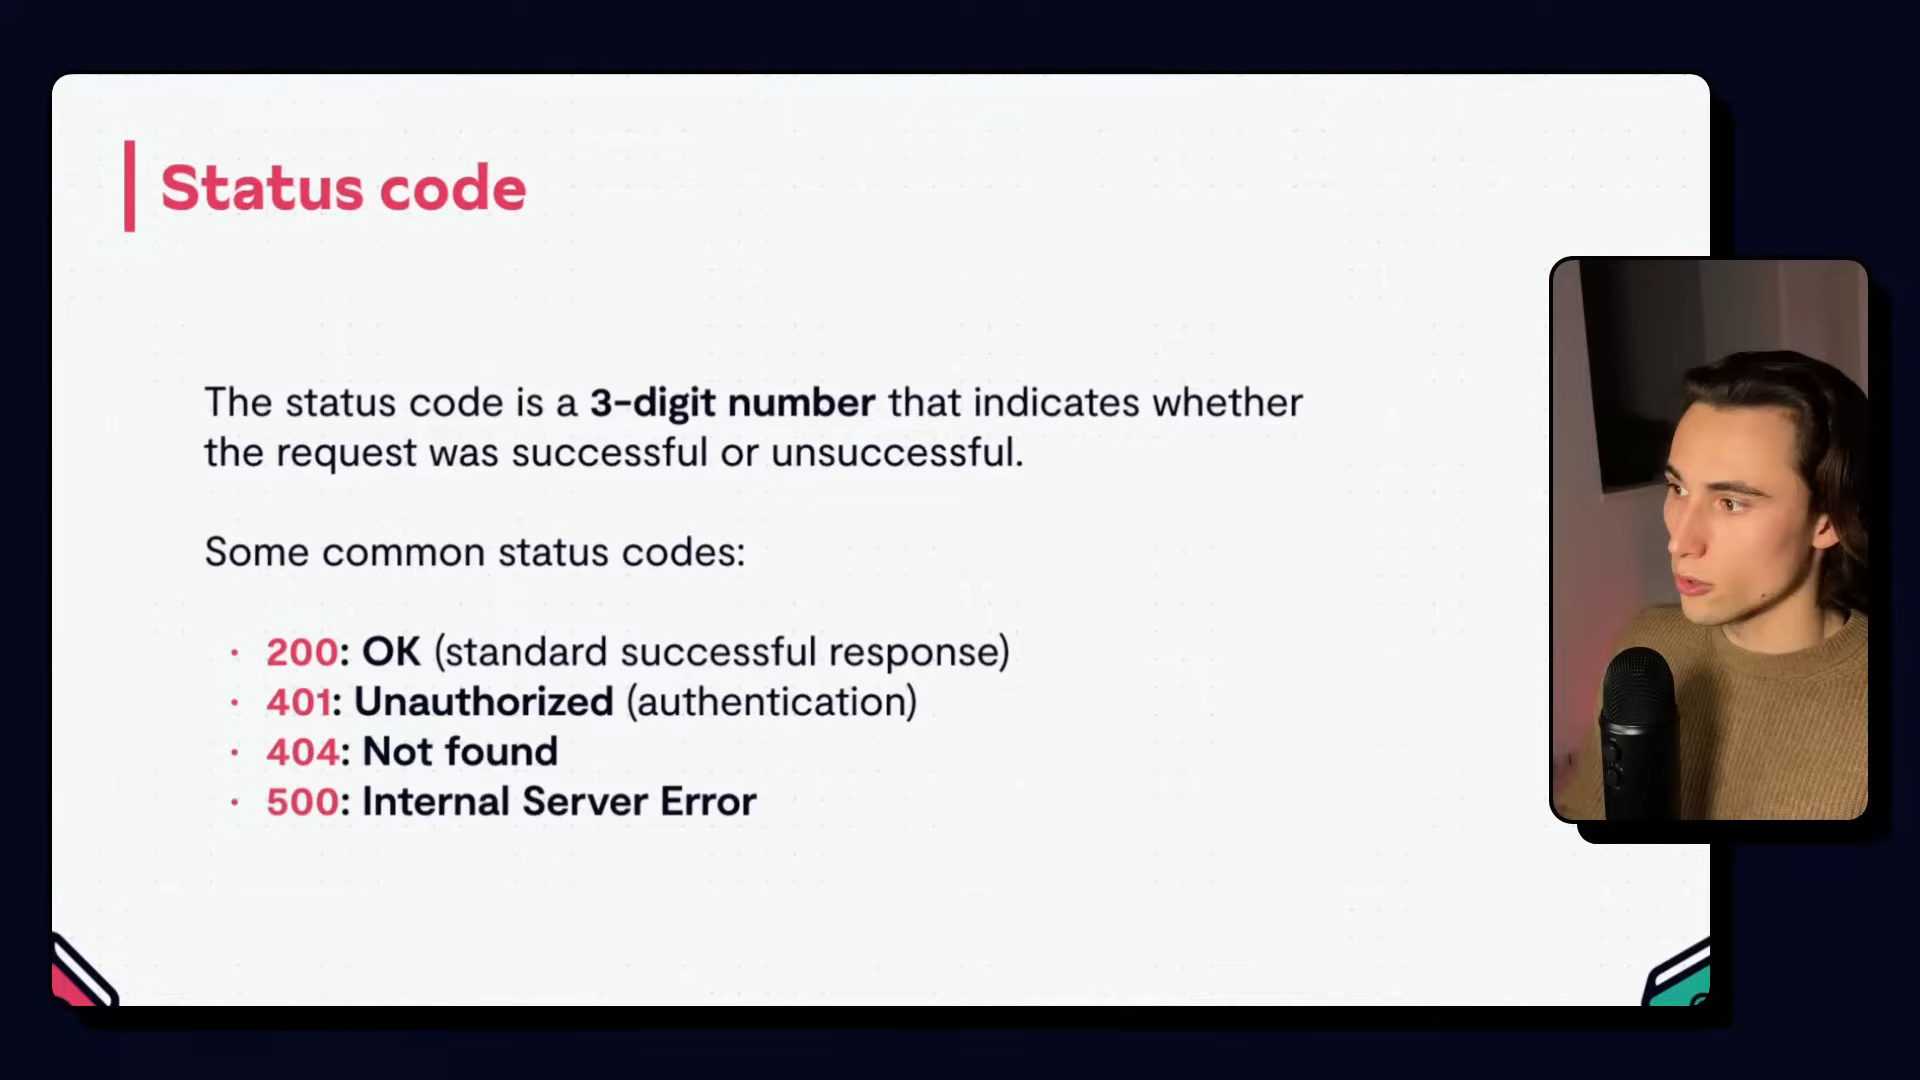 Status code
The status code is a 3-digit number that indicates whether
the request was successful or unsuccessful.
Some common status codes:
· 200: OK (standard successful response)
· 401: Unauthorized (authentication)
· 404: Not found
· 500: Internal Server Error